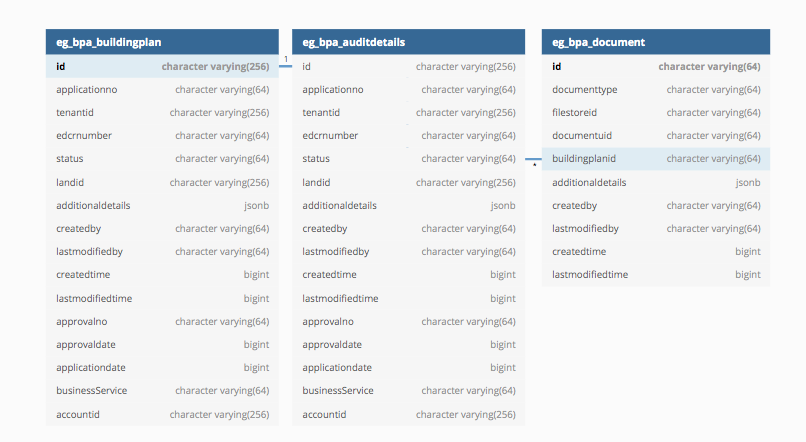 eg_bpa_buildingplan
id character varying(256)
applicationno character varying(64)
tenantid character varying(256)
edcrnumber character varying(64)
status character varying(64)
landid character varying(256)
additionaldetails jsonb
createdby character varying(64)
lastmodifiedby character varying(64)
createdtime bigint
lastmodifiedtime bigint
approvalno character varying(64)
approvaldate bigint
applicationdate bigint
businessService character varying(64)
accountid character varying(256)
1
eg_bpa_auditdetails
id character varying(256)
applicationno character varying(64)
tenantid character varying(256)
edcrnumber character varying(64)
status character varying(64)
landid character varying(256)
additionaldetails jsonb
createdby character varying(64)
lastmodifiedby character varying(64)
createdtime bigint
lastmodifiedtime bigint
approvalno character varying(64)
approvaldate bigint
applicationdate bigint
businessService character varying(64)
accountid character varying(256)
*
eg_bpa_document
id character varying(64)
documenttype character varying(64)
filestoreid character varying(64)
documentuid character varying(64)
buildingplanid character varying(64)
additionaldetails jsonb
createdby character varying(64)
lastmodifiedby character varying(64)
createdtime bigint
lastmodifiedtime bigint